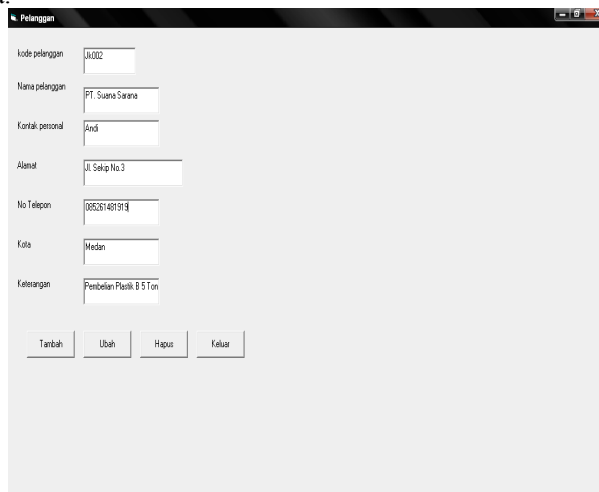 Pelanggan
kode pelanggan
Jk002
Nama pelanggan
PT. Suana Sarana
Kontak personal
Andi
Alamat
Jl. Sekip No.3
No Telepon
085261481919
Kota
Medan
Keterangan
Pembelian Plastik B 5 Ton
Tambah Ubah Hapus Keluar